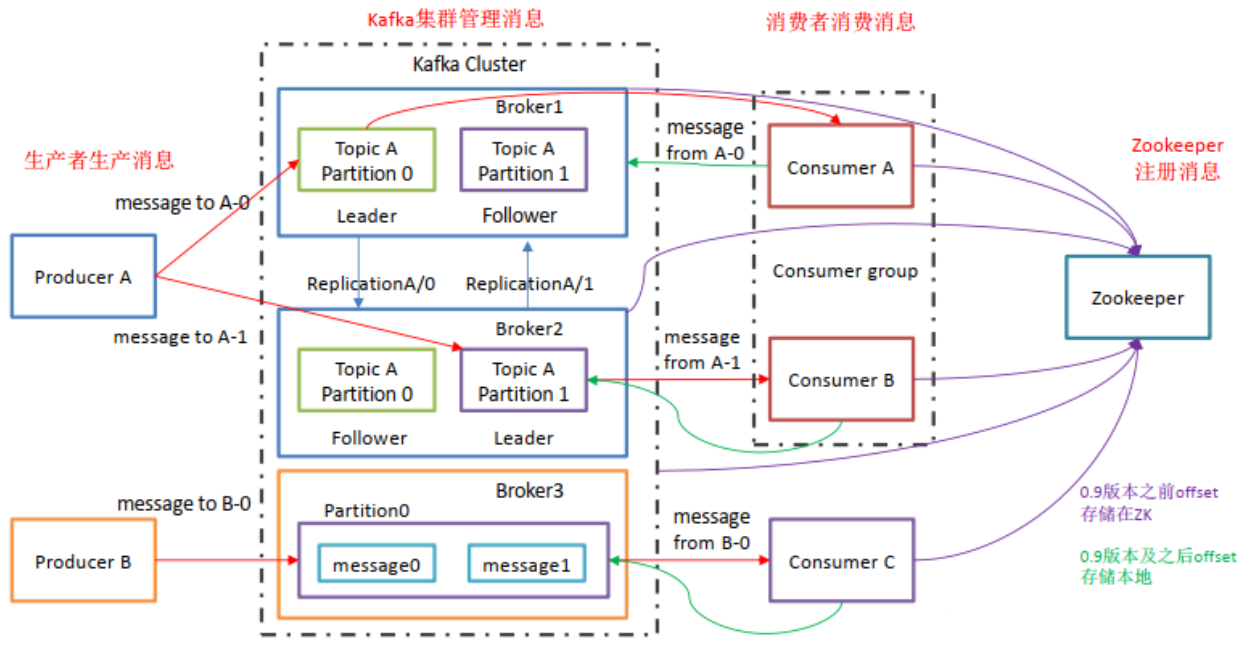 Kafka集群管理消息
消费者消费消息
Kafka Cluster
生产者生产消息
Zookeeper
注册消息
Broker1
Topic A
Partition 0
Topic A
Partition 1
Leader
Follower
message to A-0
message
from A-0
Consumer A
Producer A
ReplicationA/0
ReplicationA/1
Consumer group
Zookeeper
message to A-1
Broker2
Topic A
Partition 0
Topic A
Partition 1
Follower
Leader
message
from A-1
Consumer B
message to B-0
Broker3
Partition0
message0
message1
Producer B
message
from B-0
Consumer C
0.9版本之前offset
存储在ZK
0.9版本及之后offset
存储本地